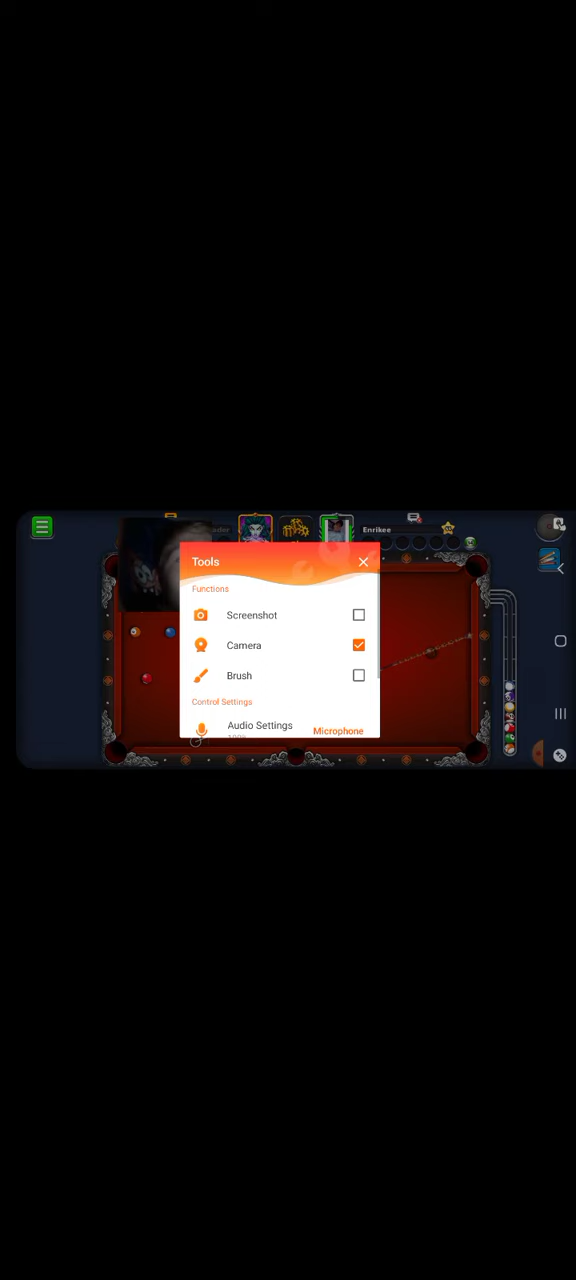 Enrikee
Tools
Functions
Screenshot
Camera
Brush
Control Settings
Audio Settings
Microphone